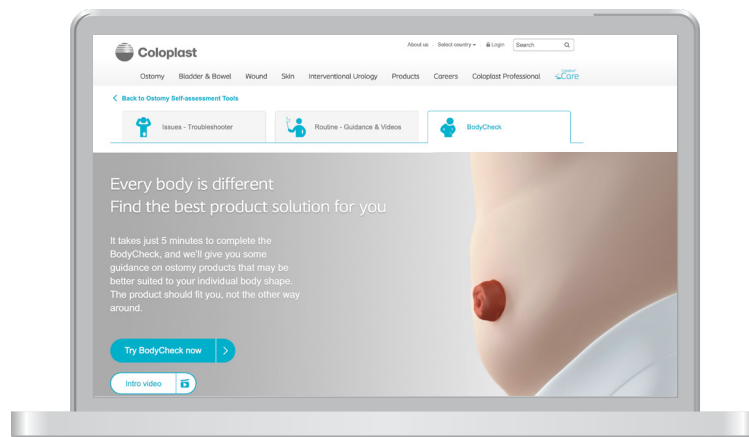 Coloplast
About us
Select country
Login
Search
Ostomy
Bladder & Bowel
Wound
Skin
Interventional Urology
Products
Careers
Coloplast Professional
Coloplast
Care
Back to Ostomy Self-assessment Tools
Issues - Troubleshooter
Routine - Guidance & Videos
BodyCheck
Every body is different
Find the best product solution for you
It takes just 5 minutes to complete the
BodyCheck, and we'll give you some
guidance on ostomy products that may be
better suited to your individual body shape.
The product should fit you, not the other way
around.
Try BodyCheck now
Intro video